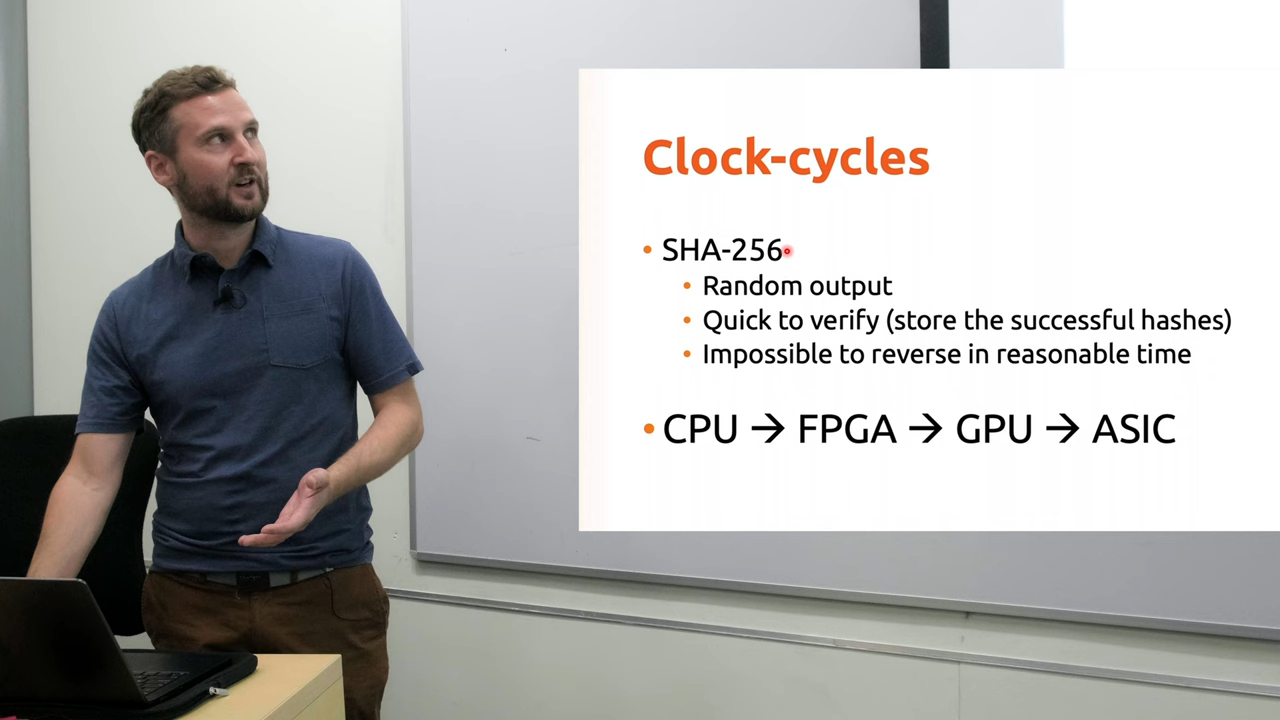 Clock-cycles
• SHA-256
• Random output
• Quick to verify (store the successful hashes)
• Impossible to reverse in reasonable time
• CPU → FPGA → GPU → ASIC